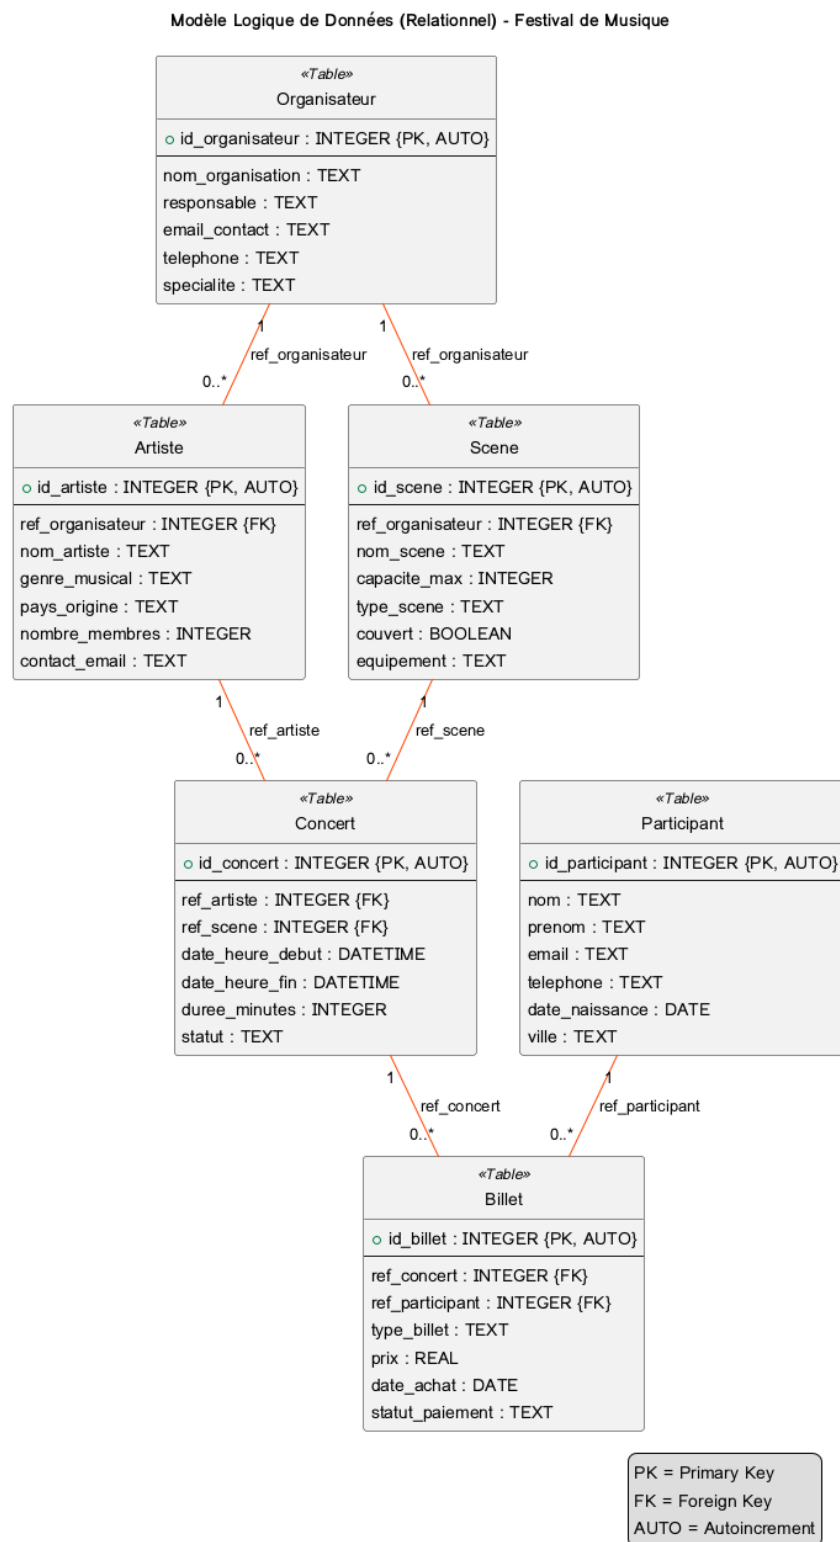 Modèle Logique de Données (Relationnel) - Festival de Musique
«Table»
Organisateur
id_organisateur : INTEGER {PK, AUTO}
nom_organisation : TEXT
responsable : TEXT
email_contact : TEXT
telephone : TEXT
specialite : TEXT
1
ref_organisateur
0..*
1
ref_organisateur
0..*
«Table»
Artiste
id_artiste : INTEGER {PK, AUTO}
ref_organisateur : INTEGER {FK}
nom_artiste : TEXT
genre_musical : TEXT
pays_origine : TEXT
nombre_membres : INTEGER
contact_email : TEXT
«Table»
Scene
id_scene : INTEGER {PK, AUTO}
ref_organisateur : INTEGER {FK}
nom_scene : TEXT
capacite_max : INTEGER
type_scene : TEXT
couvert : BOOLEAN
equipement : TEXT
1
ref_artiste
0..*
1
ref_scene
0..*
«Table»
Concert
id_concert : INTEGER {PK, AUTO}
ref_artiste : INTEGER {FK}
ref_scene : INTEGER {FK}
date_heure_debut : DATETIME
date_heure_fin : DATETIME
duree_minutes : INTEGER
statut : TEXT
«Table»
Participant
id_participant : INTEGER {PK, AUTO}
nom : TEXT
prenom : TEXT
email : TEXT
telephone : TEXT
date_naissance : DATE
ville : TEXT
1
ref_concert
0..*
1
ref_participant
0..*
«Table»
Billet
id_billet : INTEGER {PK, AUTO}
ref_concert : INTEGER {FK}
ref_participant : INTEGER {FK}
type_billet : TEXT
prix : REAL
date_achat : DATE
statut_paiement : TEXT
PK = Primary Key
FK = Foreign Key
AUTO = Autoincrement